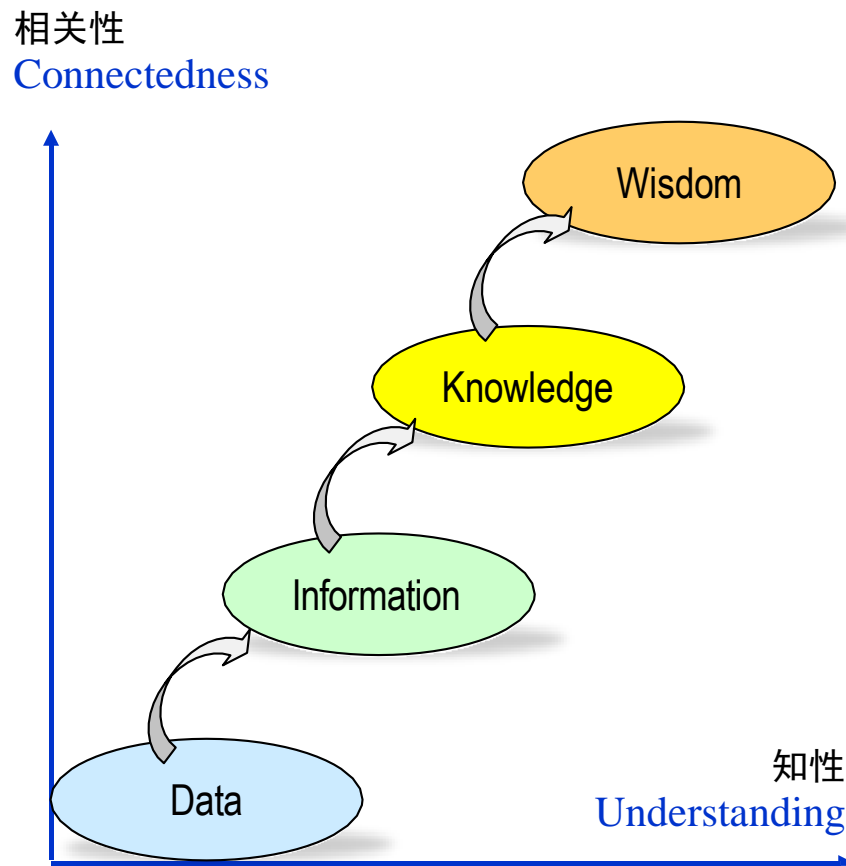 相关性
Connectedness
Wisdom
Knowledge
Information
Data
知性
Understanding